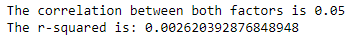 The correlation between both factors is 0.05
The r-squared is: 0.002620392876848948